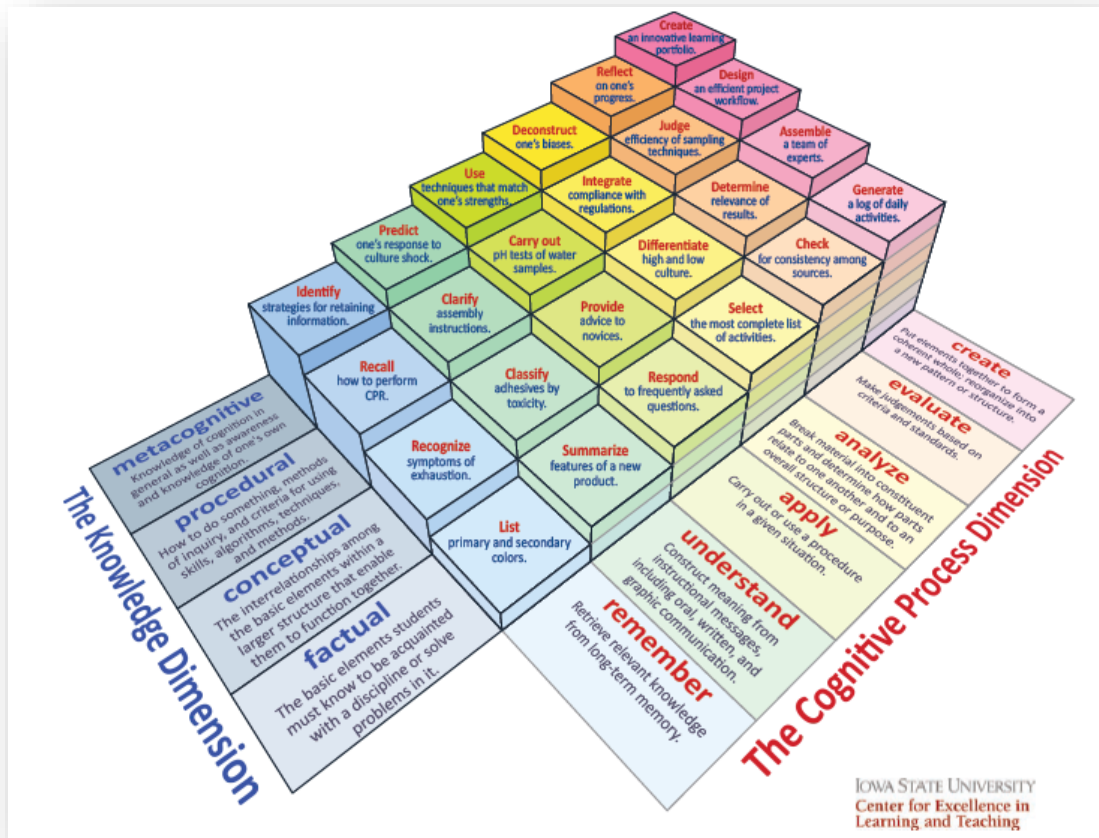 Create
an innovative learning
portfolio.
Reflect
on one's
progress.
Design
an efficient project
workflow.
Deconstruct
one's biases.
Judge
efficiency of sampling
techniques.
Assemble
a team of
experts.
Use
techniques that match
one's strengths.
Integrate
compliance with
regulations.
Determine
relevance of
results.
Generate
a log of daily
activities.
Predict
one's response to
culture shock.
Carry out
pH tests of water
samples.
Differentiate
high and low
culture.
Check
for consistency among
sources.
Identify
strategies for retaining
information.
Clarify
assembly
instructions.
Provide
advice to
novices.
Select
the most complete list
of activities.
Recall
how to perform
CPR.
Classify
adhesives by
toxicity.
Respond
to frequently asked
questions.
Recognize
symptoms of
exhaustion.
Summarize
features of a new
product.
List
primary and secondary
colors.
metacognitive
Knowledge of cognition in
general as well as awareness
and knowledge of one's own
cognition.
procedural
How to do something, methods
of inquiry, and criteria for using
skills, algorithms, techniques,
and methods.
conceptual
The interrelationships among
the basic elements within a
larger structure that enable
them to function together.
factual
The basic elements students
must know to be acquainted
with a discipline or solve
problems in it.
The Knowledge Dimension
create
Put elements together to form a
coherent whole; reorganize into
a new pattern or structure.
evaluate
Make judgements based on
criteria and standards.
analyze
Break material into constituent
parts and determine how parts
relate to one another and to an
overall structure or purpose.
apply
Carry out or use a procedure
in a given situation.
understand
Construct meaning from
instructional messages,
including oral, written, and
graphic communication.
remember
Retrieve relevant knowledge
from long-term memory.
The Cognitive Process Dimension
IOWA STATE UNIVERSITY
Center for Excellence in
Learning and Teaching